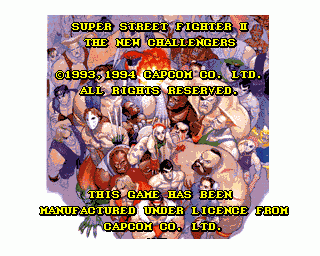 SUPER STREET FIGHTER II
THE NEW CHALLENGERS
©1993,1994 CAPCOM CO. LTD.
ALL RIGHTS RESERVED.
THIS GAME HAS BEEN
MANUFACTURED UNDER LICENCE FROM
CAPCOM CO. LTD.